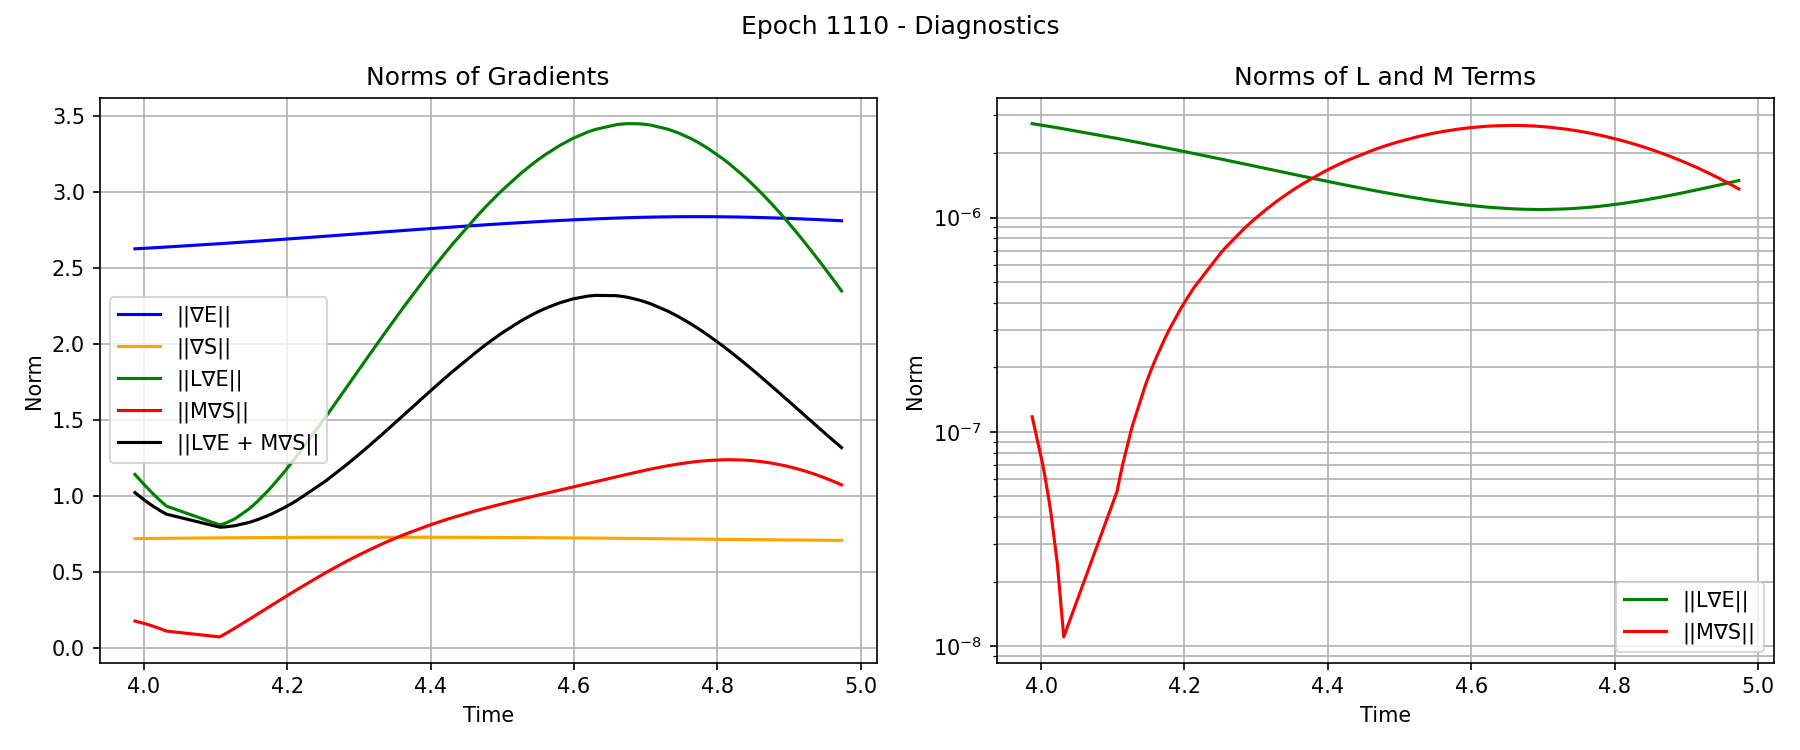 Epoch 1110 - Diagnostics
Norms of Gradients
Norm
3.5
3.0
2.5
2.0
1.5
1.0
0.5
0.0
||∇E||
||∇S||
||L∇E||
||M∇S||
||L∇E + M∇S||
4.0 4.2 4.4 4.6 4.8 5.0
Time
Norms of L and M Terms
Norm
10⁻⁶
10⁻⁷
10⁻⁸
||L∇E||
||M∇S||
4.0 4.2 4.4 4.6 4.8 5.0
Time